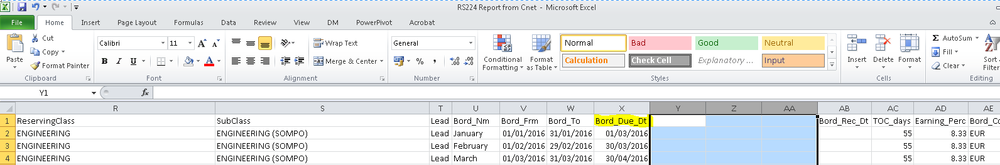 RS224 Report from Cnet - Microsoft Excel
File Home Insert Page Layout Formulas Data Review View DM PowerPivot Acrobat
Cut Calibri 11 A A Wrap Text General Normal Bad Good Neutral Σ AutoSum
Copy Fill
Paste Format Painter B I U A Merge & Center % , .00 .0 Conditional Formatting Format as Table Calculation Check Cell Explanatory ... Input Insert Delete Format Clear Sort Filter
Clipboard Font Alignment Number Styles Cells Editing
Y1 fx
R S T U V W X Y Z AA AB AC AD AE
1 ReservingClass SubClass Lead Bord_Nm Bord_Frm Bord_To Bord_Due_Dt Bord_Rec_Dt TOC_days Earning_Perc Bord_Co
2 ENGINEERING ENGINEERING (SOMPO) Lead January 01/01/2016 31/01/2016 01/03/2016 55 8.33 EUR
3 ENGINEERING ENGINEERING (SOMPO) Lead February 01/02/2016 29/02/2016 30/03/2016 55 8.33 EUR
4 ENGINEERING ENGINEERING (SOMPO) Lead March 01/03/2016 31/03/2016 30/04/2016 55 8.33 EUR